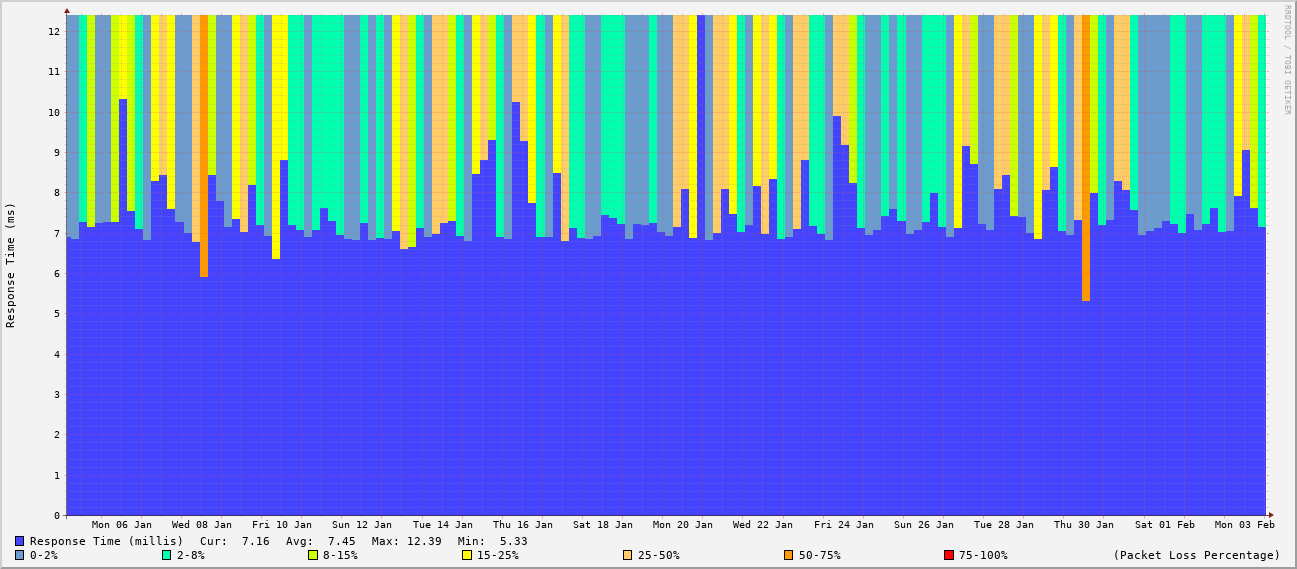 RRDTOOL / TOBI OETIKER
Response Time (ms)
12
11
10
9
8
7
6
5
4
3
2
1
0
Mon 06 Jan Wed 08 Jan Fri 10 Jan Sun 12 Jan Tue 14 Jan Thu 16 Jan Sat 18 Jan Mon 20 Jan Wed 22 Jan Fri 24 Jan Sun 26 Jan Tue 28 Jan Thu 30 Jan Sat 01 Feb Mon 03 Feb
Response Time (millis) Cur: 7.16 Avg: 7.45 Max: 12.39 Min: 5.33
0-2% 2-8% 8-15% 15-25% 25-50% 50-75% 75-100% (Packet Loss Percentage)